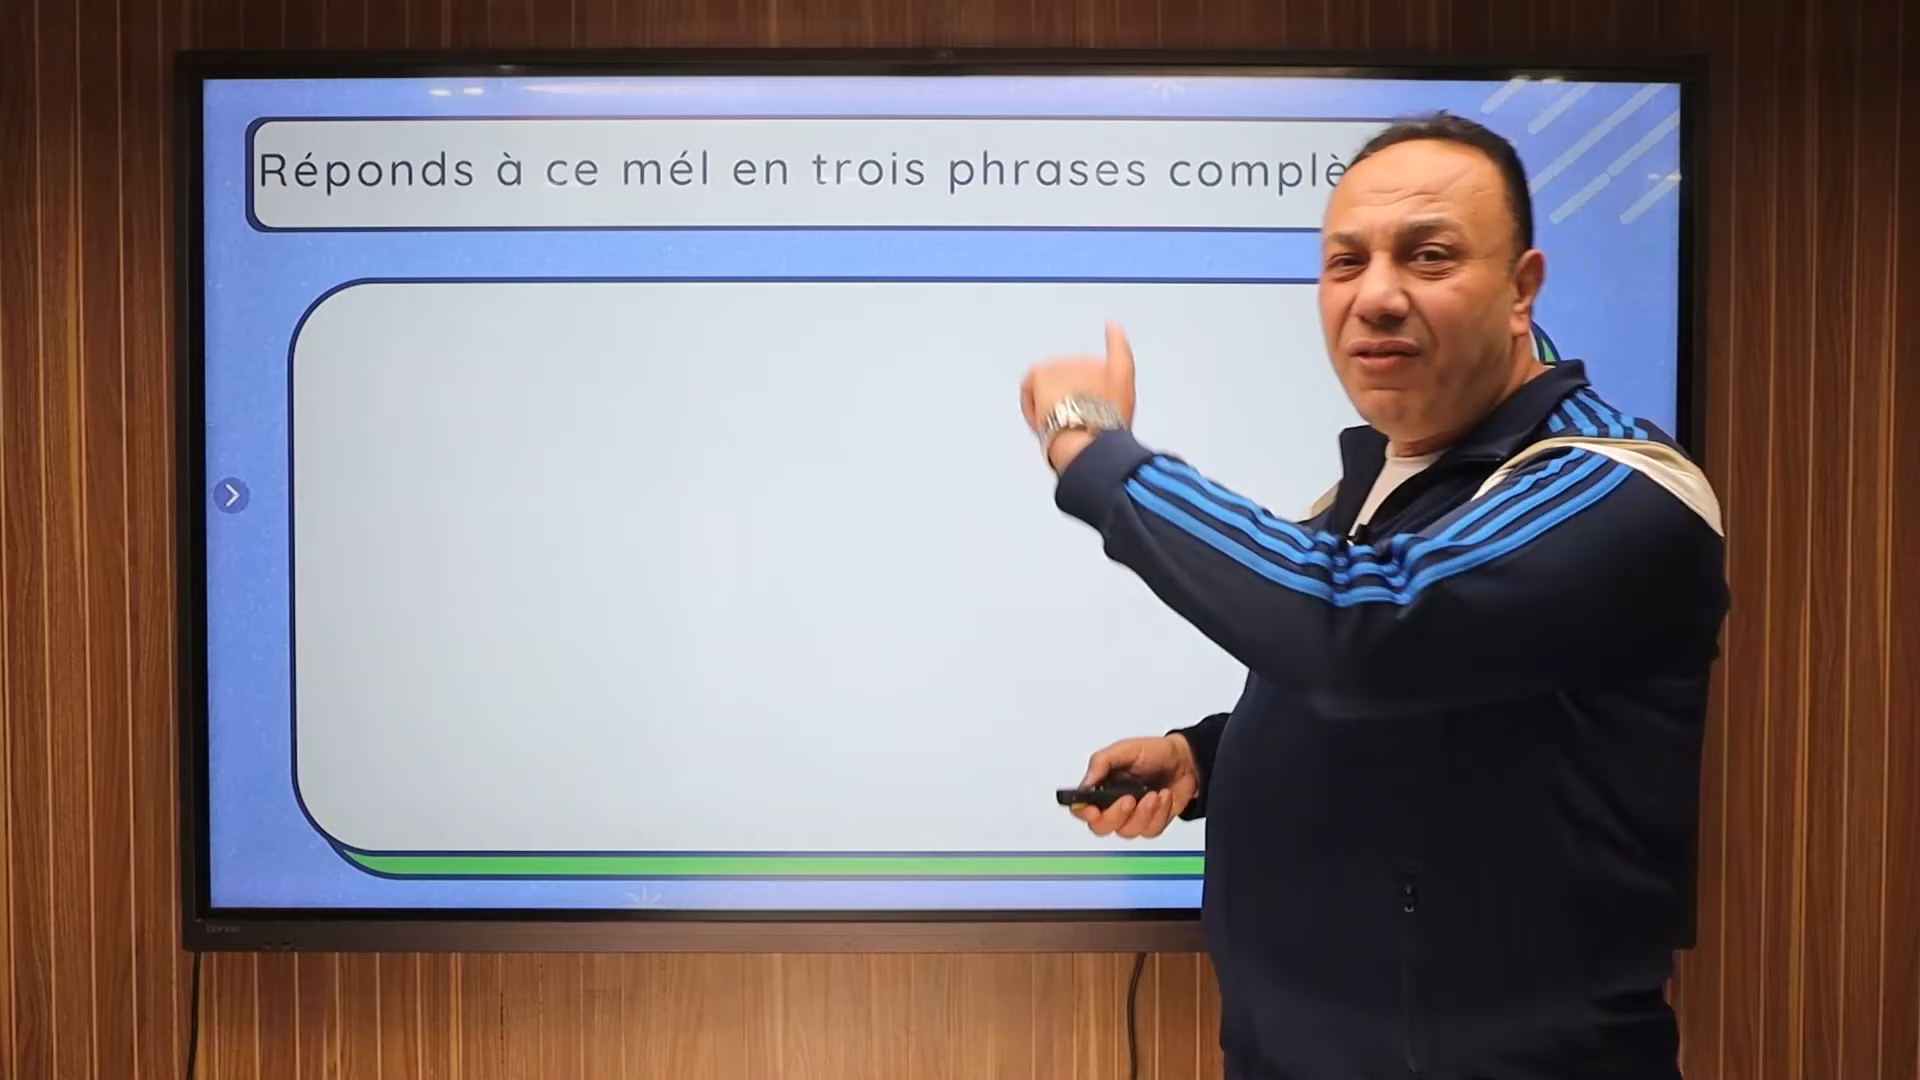 Réponds à ce mél en trois phrases complè